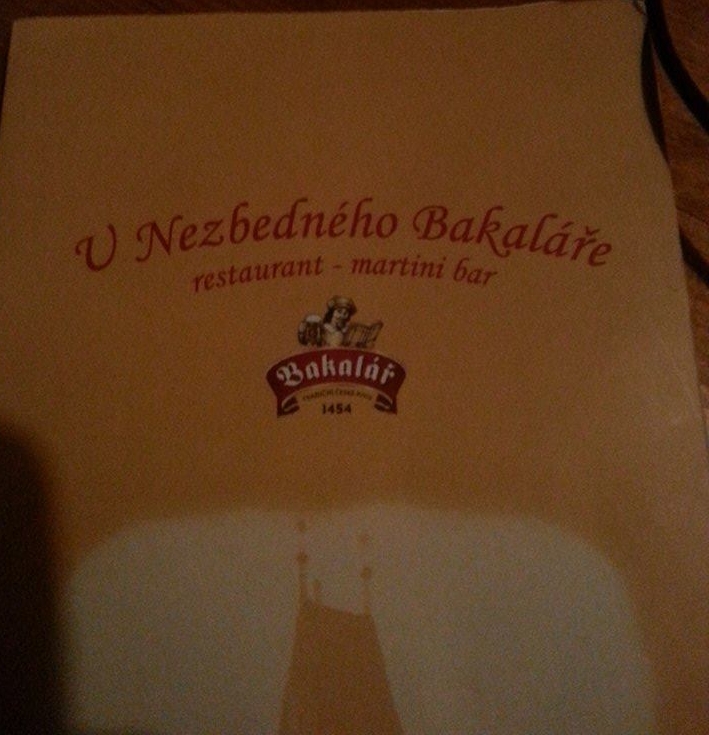 U Nezbedného Bakaláře
restaurant - martini bar
Bakalář
1454